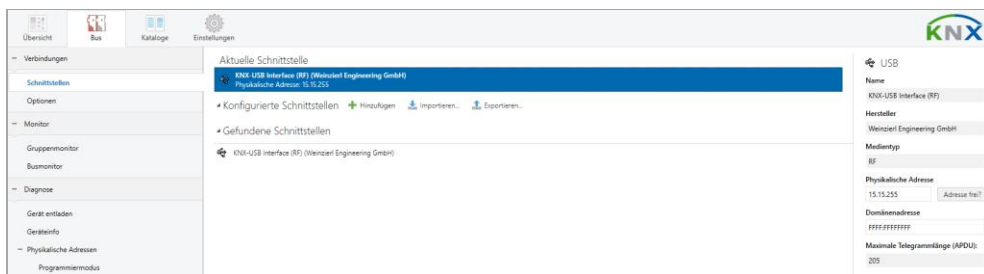 Übersicht
Bus
Kataloge
Einstellungen
KNX
Verbindungen
Schnittstellen
Optionen
Monitor
Gruppenmonitor
Busmonitor
Diagnose
Gerät entladen
Geräteinfo
Physikalische Adressen
Programmiermodus
Aktuelle Schnittstelle
KNX-USB Interface (RF) (Weinzierl Engineering GmbH)
Physikalische Adresse: 15.15.255
Konfigurierte Schnittstellen Hinzufügen Importieren... Exportieren...
Gefundene Schnittstellen
KNX-USB Interface (RF) (Weinzierl Engineering GmbH)
USB
Name
KNX-USB Interface (RF)
Hersteller
Weinzierl Engineering GmbH
Medientyp
RF
Physikalische Adresse
15.15.255 Adresse frei?
Domänenadresse
FFFF:FFFFFFFF
Maximale Telegrammlänge (APDU):
205